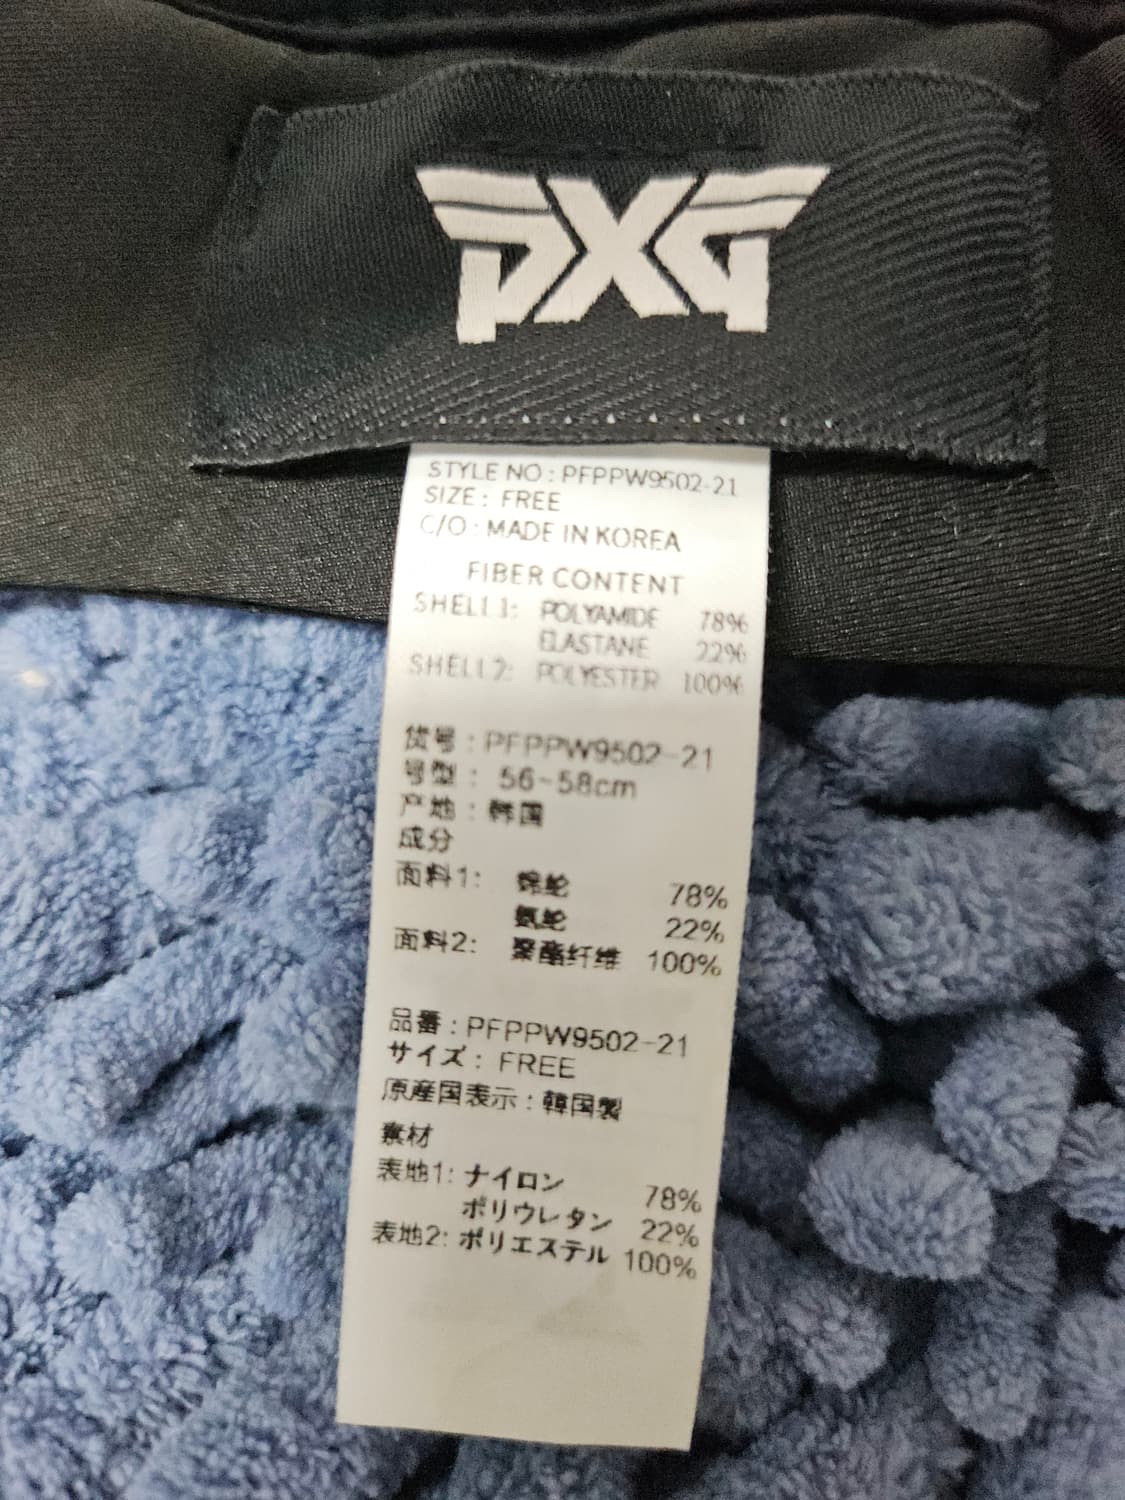 PXG
STYLE NO : PFPPW9502-21
SIZE : FREE
C/O : MADE IN KOREA
FIBER CONTENT
SHELL 1: POLYAMIDE 78%
ELASTANE 22%
SHELL 2: POLYESTER 100%
货号 : PFPPW9502-21
号型 : 56~58cm
产地 : 韩国
成分
面料1: 锦纶 78%
氨纶 22%
面料2: 聚酯纤维 100%
品番 : PFPPW9502-21
サイズ : FREE
原産国表示 : 韓国製
素材
表地1: ナイロン 78%
ポリウレタン 22%
表地2: ポリエステル 100%